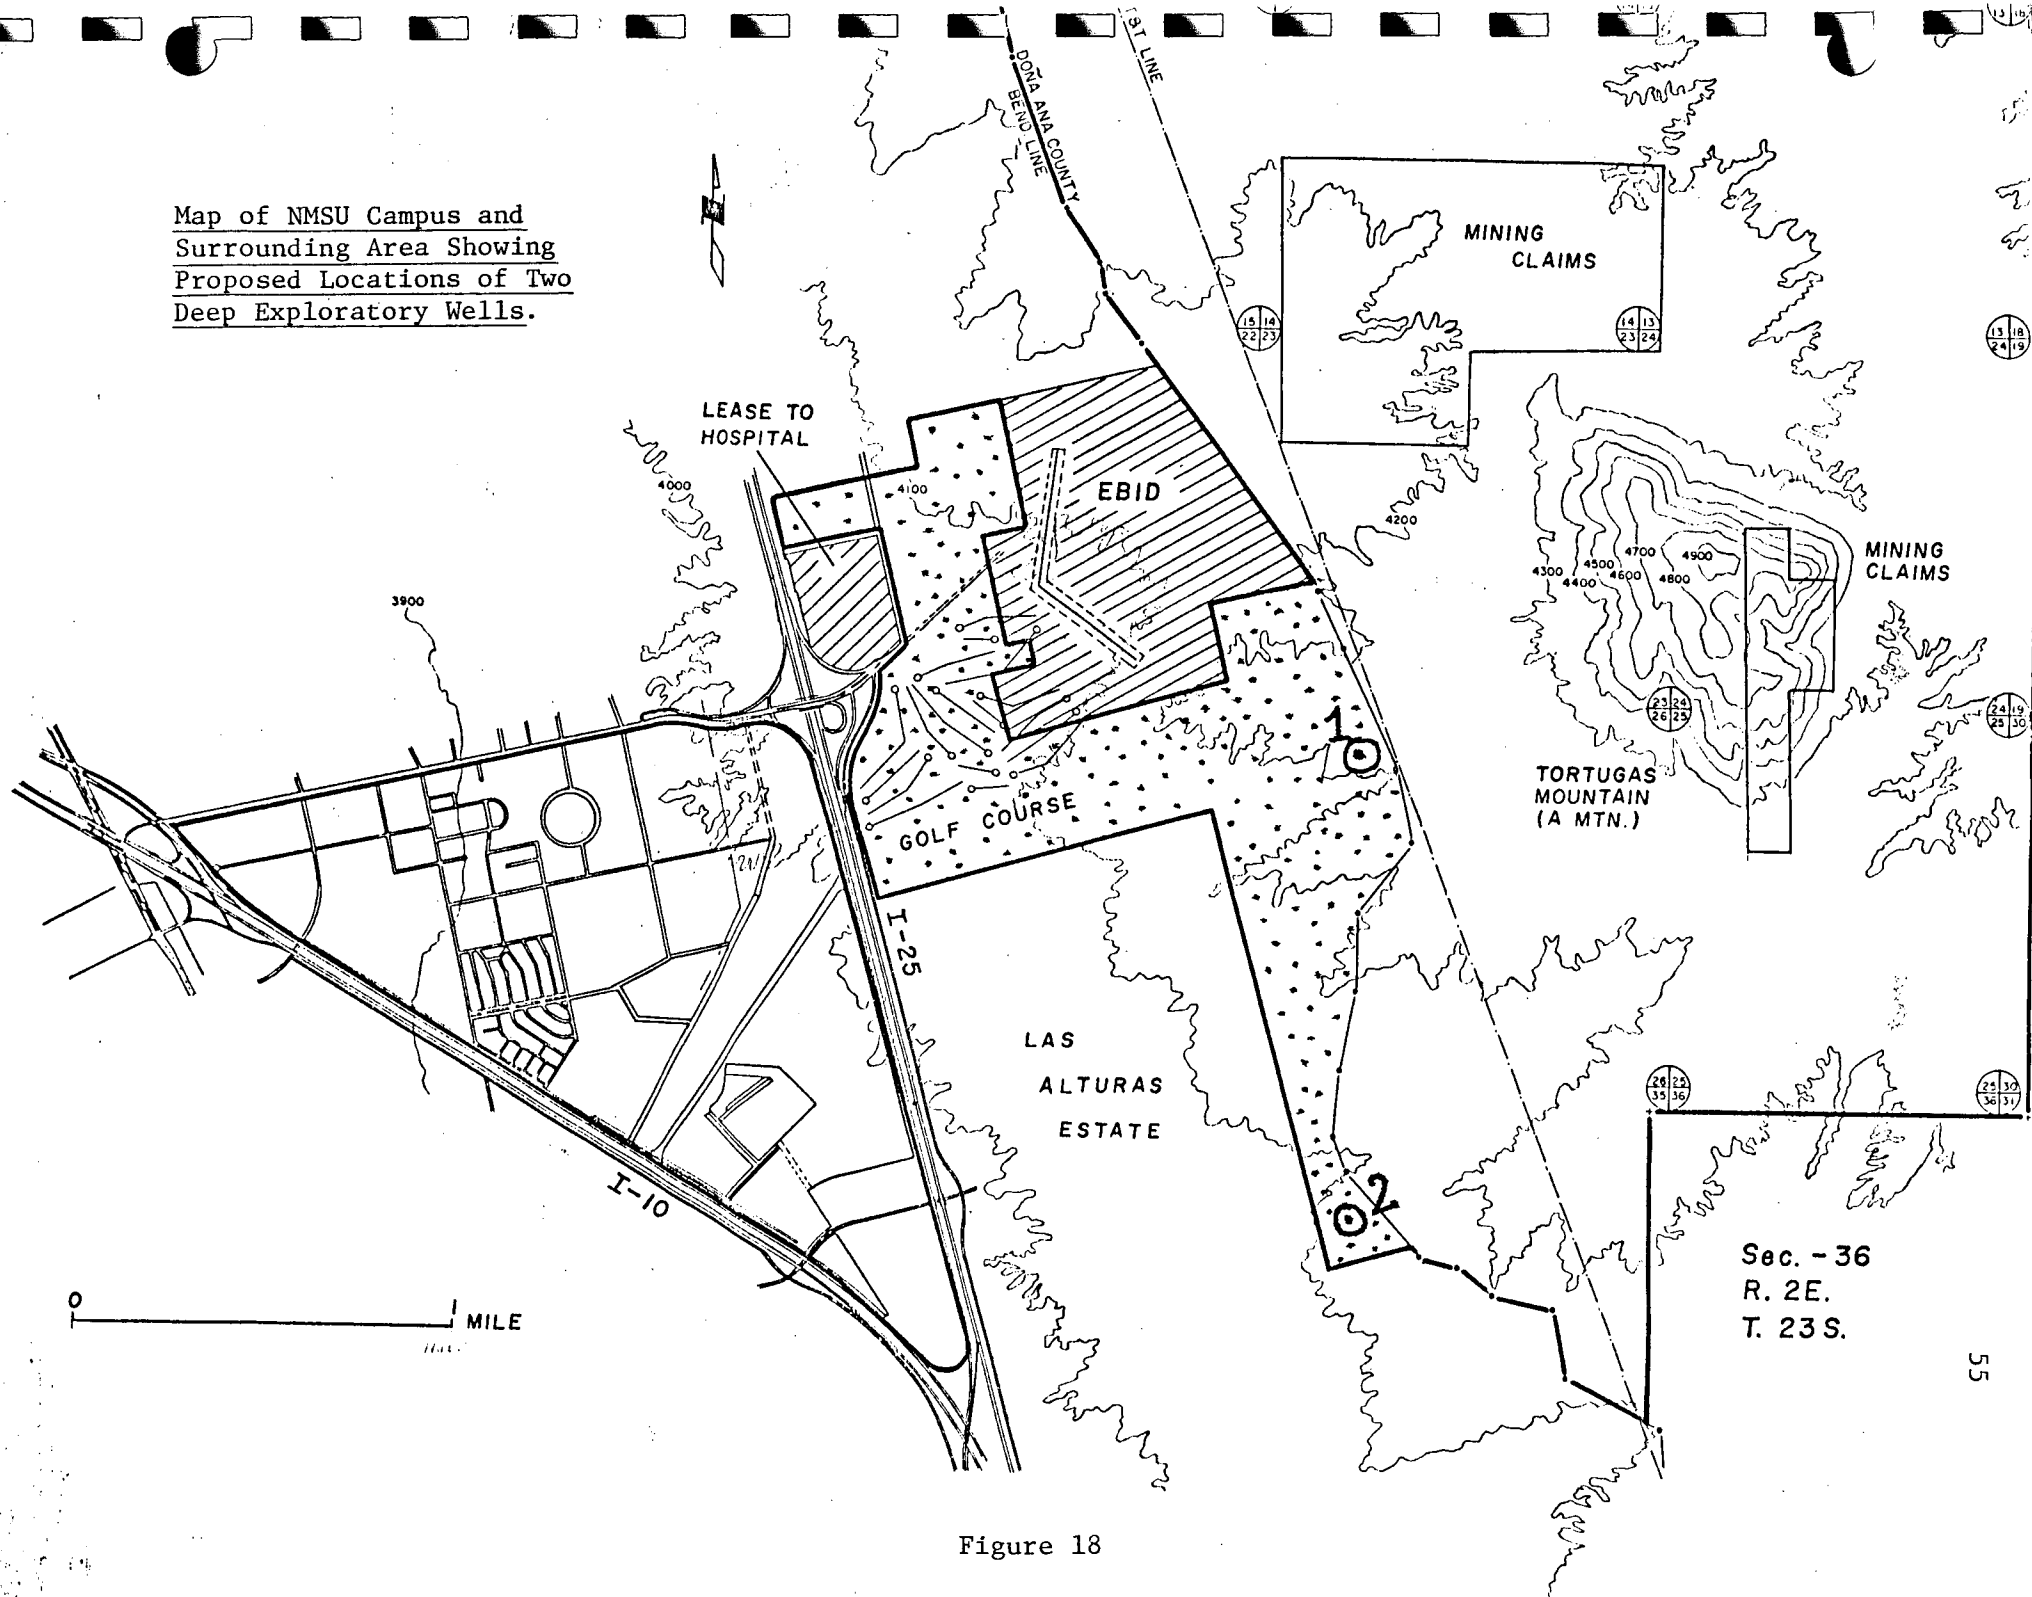 Map of NMSU Campus and
Surrounding Area Showing
Proposed Locations of Two
Deep Exploratory Wells.
DOÑA ANA COUNTY
BEND LINE
MINING
CLAIMS
15 14
22 23
14 13
23 24
13 18
24 19
LEASE TO
HOSPITAL
4000
4100
EBID
4200
3900
4300
4400
4500
4600
4700
4800
4900
MINING
CLAIMS
23 24
26 25
24 19
25 30
1
TORTUGAS
MOUNTAIN
(A MTN.)
GOLF COURSE
I-25
LAS
ALTURAS
ESTATE
26 25
35 36
25 30
36 31
I-10
2
Sec. - 36
R. 2E.
T. 23 S.
0 1 MILE
55
Figure 18